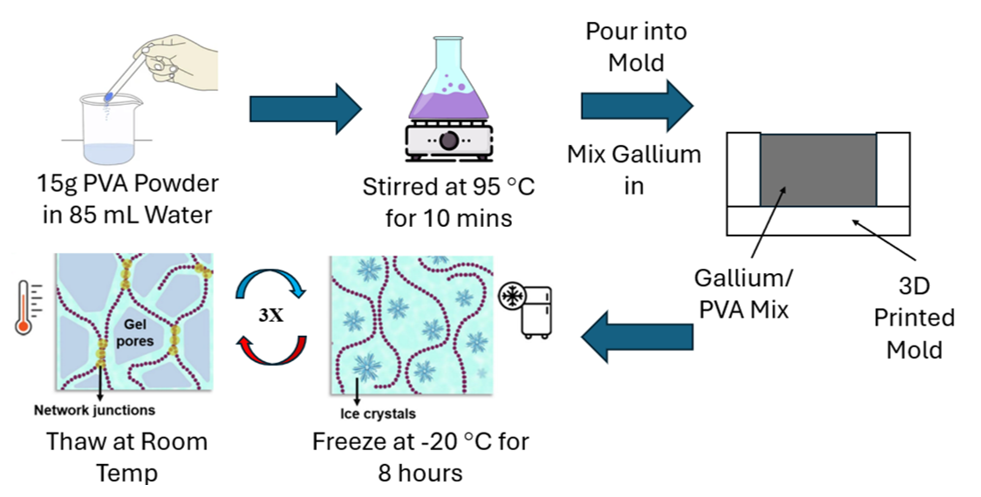 15g PVA Powder
in 85 mL Water
Stirred at 95 °C
for 10 mins
Pour into
Mold
Mix Gallium
in
Gallium/
PVA Mix
3D
Printed
Mold
Ice crystals
Freeze at -20 °C for
8 hours
3X
Gel
pores
Network junctions
Thaw at Room
Temp